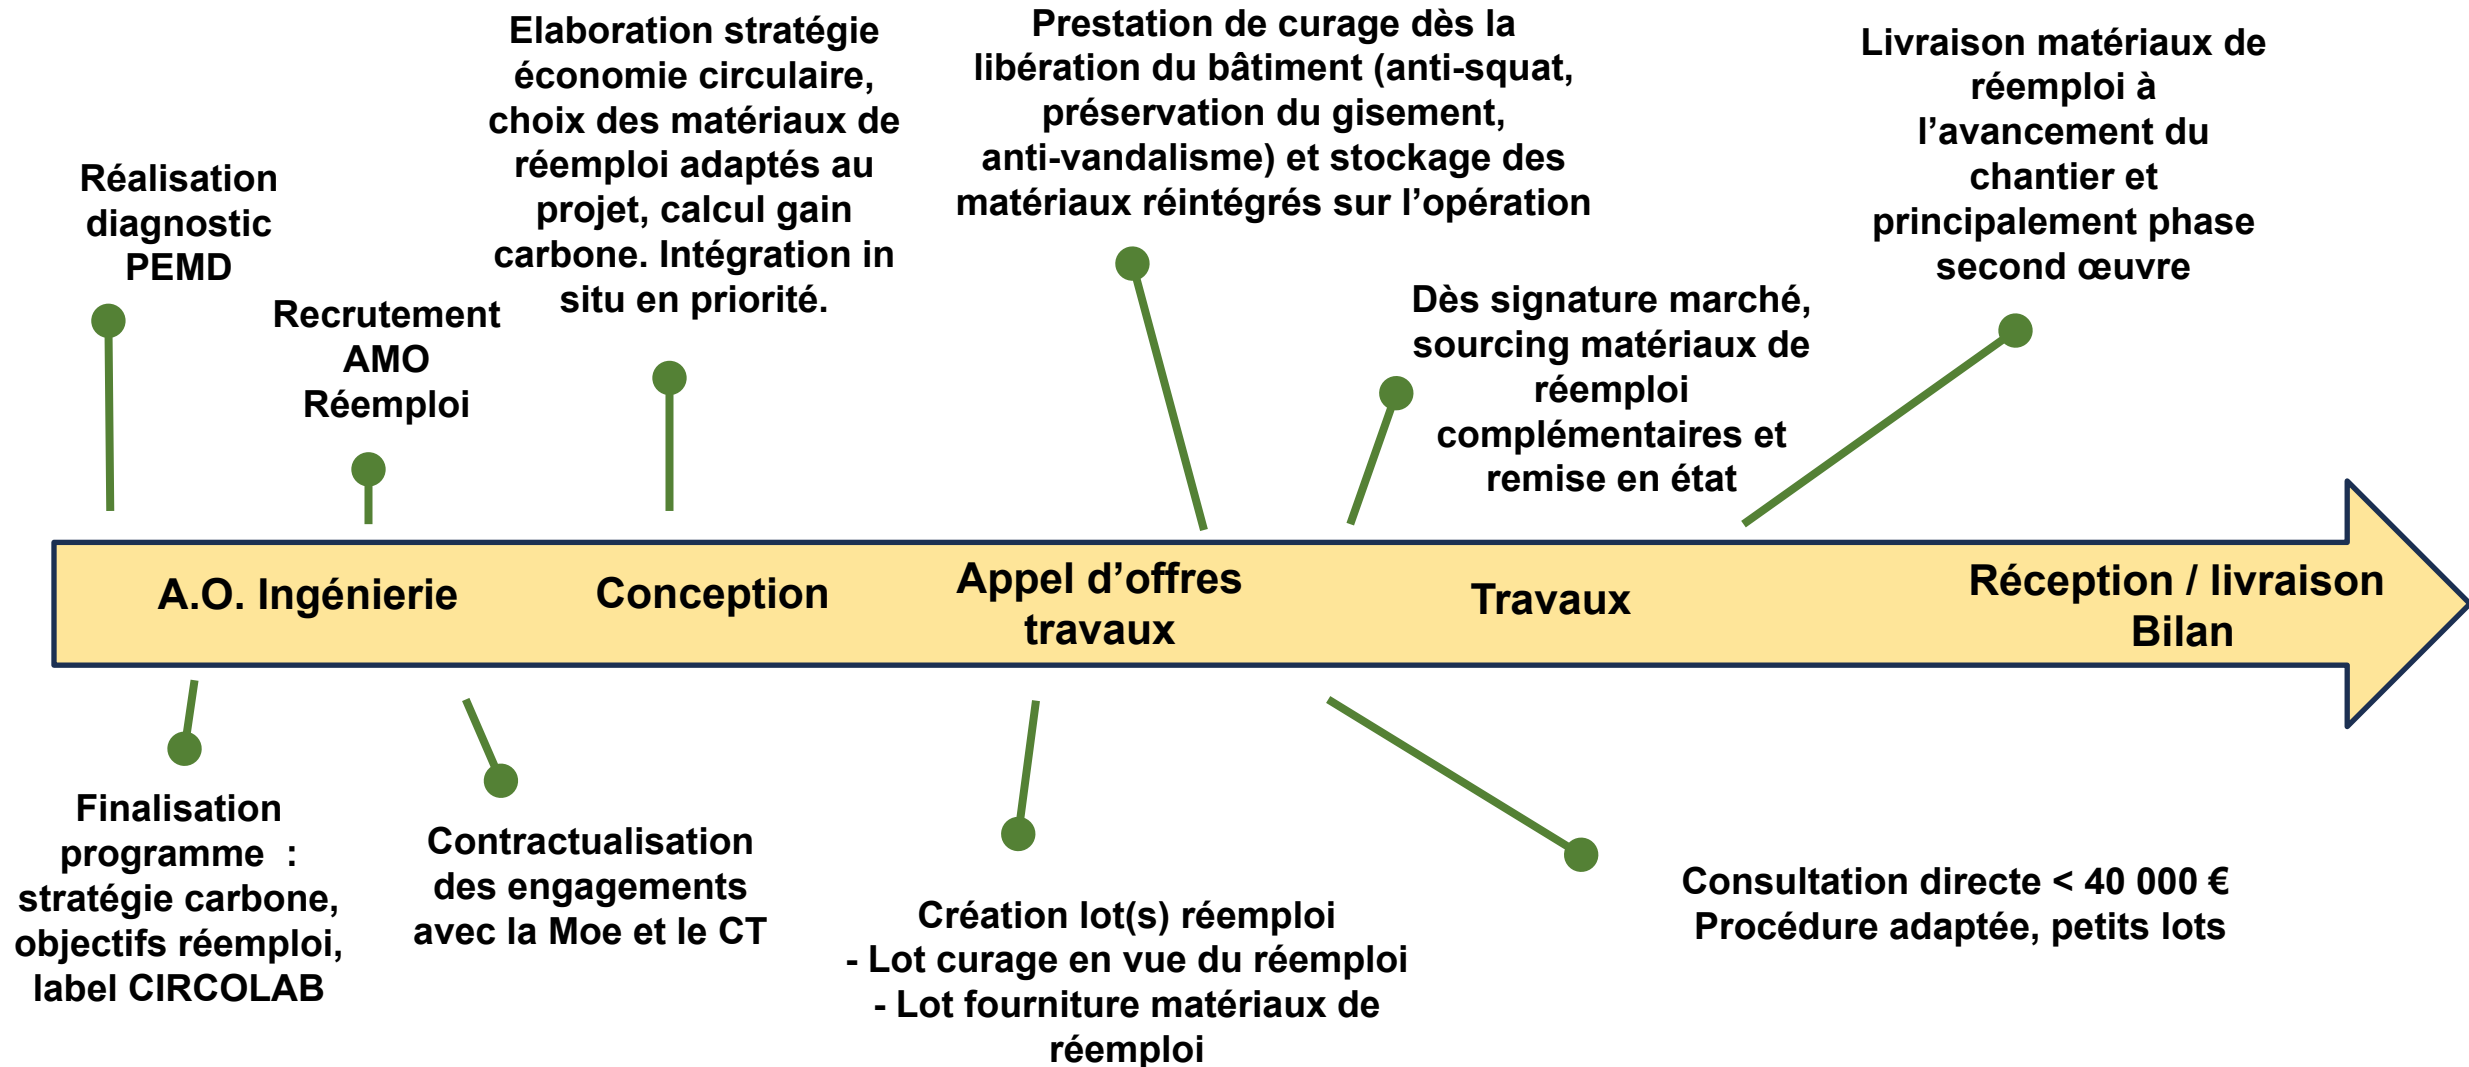 Réalisation
diagnostic
PEMD
Recrutement
AMO
Réemploi
Elaboration stratégie
économie circulaire,
choix des matériaux de
réemploi adaptés au
projet, calcul gain
carbone. Intégration in
situ en priorité.
Prestation de curage dès la
libération du bâtiment (anti-squat,
préservation du gisement,
anti-vandalisme) et stockage des
matériaux réintégrés sur l’opération
Dès signature marché,
sourcing matériaux de
réemploi
complémentaires et
remise en état
Livraison matériaux de
réemploi à
l’avancement du
chantier et
principalement phase
second œuvre
A.O. Ingénierie
Conception
Appel d’offres
travaux
Travaux
Réception / livraison
Bilan
Finalisation
programme  :
stratégie carbone,
objectifs réemploi,
label CIRCOLAB
Contractualisation
des engagements
avec la Moe et le CT
Création lot(s) réemploi
- Lot curage en vue du réemploi
- Lot fourniture matériaux de
réemploi
Consultation directe < 40 000 €
Procédure adaptée, petits lots